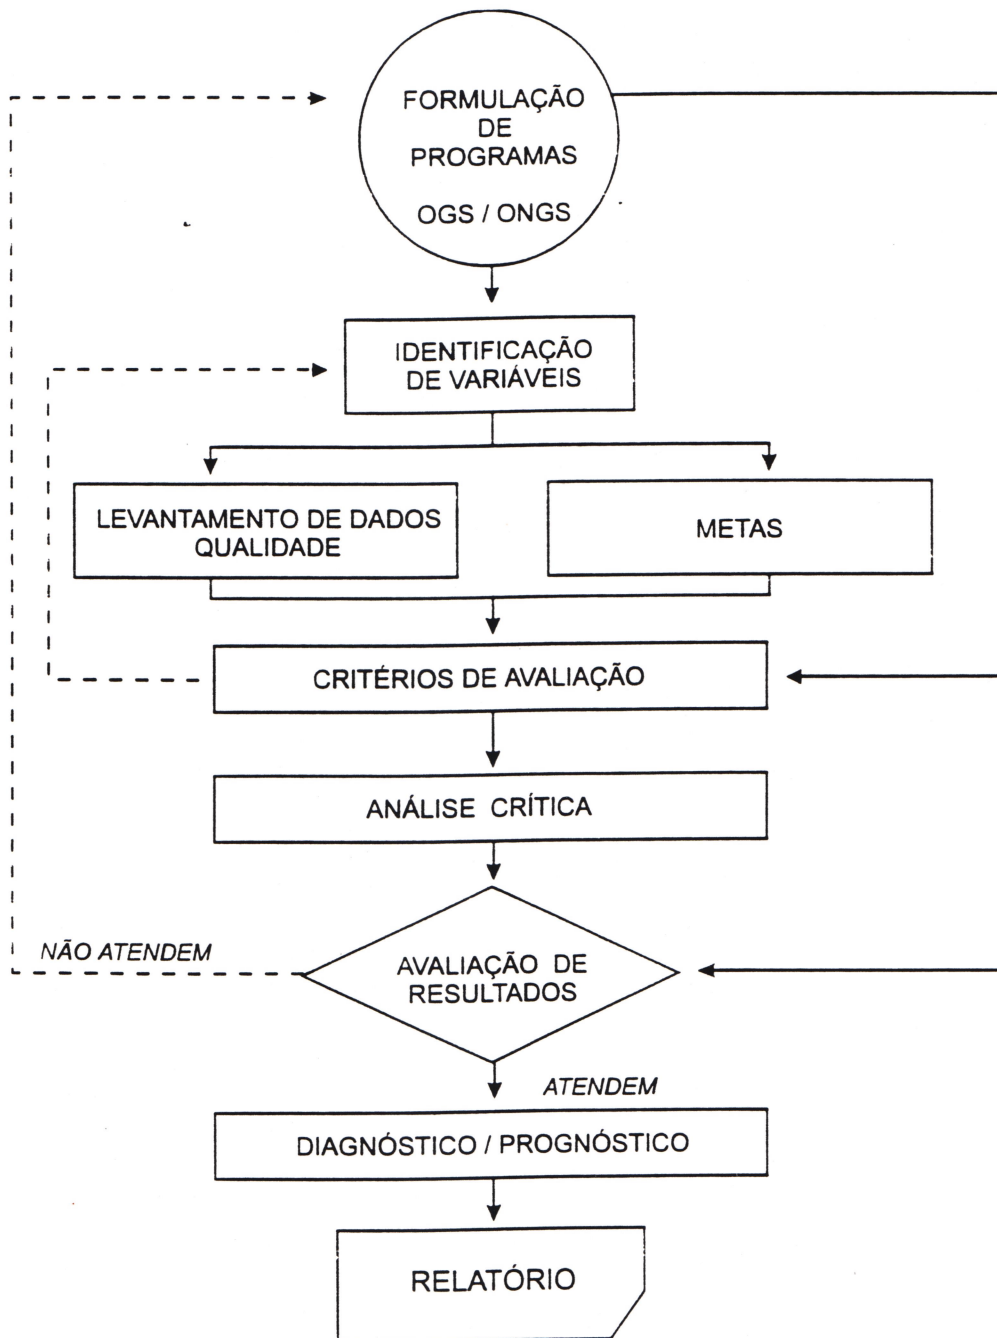 FORMULAÇÃO
DE
PROGRAMAS
OGS / ONGS
IDENTIFICAÇÃO
DE VARIÁVEIS
LEVANTAMENTO DE DADOS
QUALIDADE
METAS
CRITÉRIOS DE AVALIAÇÃO
ANÁLISE CRÍTICA
NÃO ATENDEM
AVALIAÇÃO DE
RESULTADOS
ATENDEM
DIAGNÓSTICO / PROGNÓSTICO
RELATÓRIO